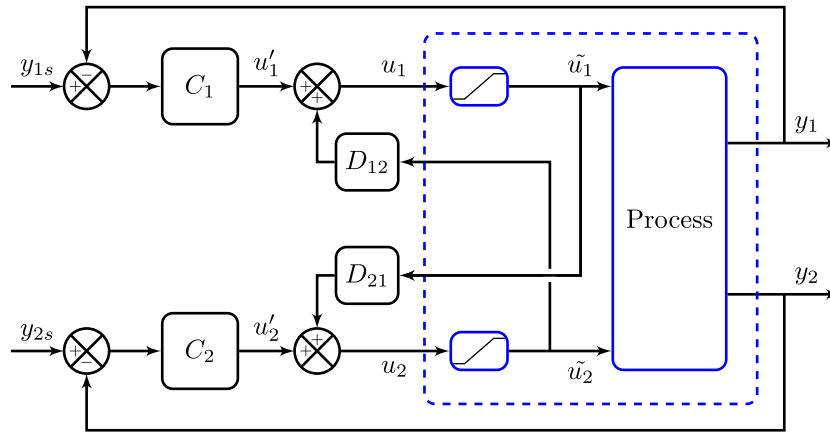 y₁ₛ
−
+
C₁
u′₁
+
+
u₁
ũ₁
y₁
D₁₂
Process
D₂₁
y₂
y₂ₛ
+
−
C₂
u′₂
+
+
u₂
ũ₂